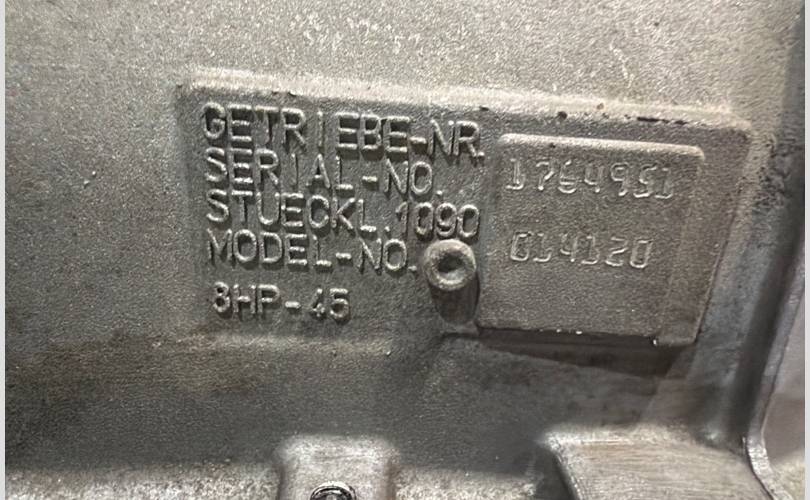 GETRIEBE-NR.
SERIAL-NO. 1764951
STUECKL.1090
MODEL-NO. 014120
8HP-45